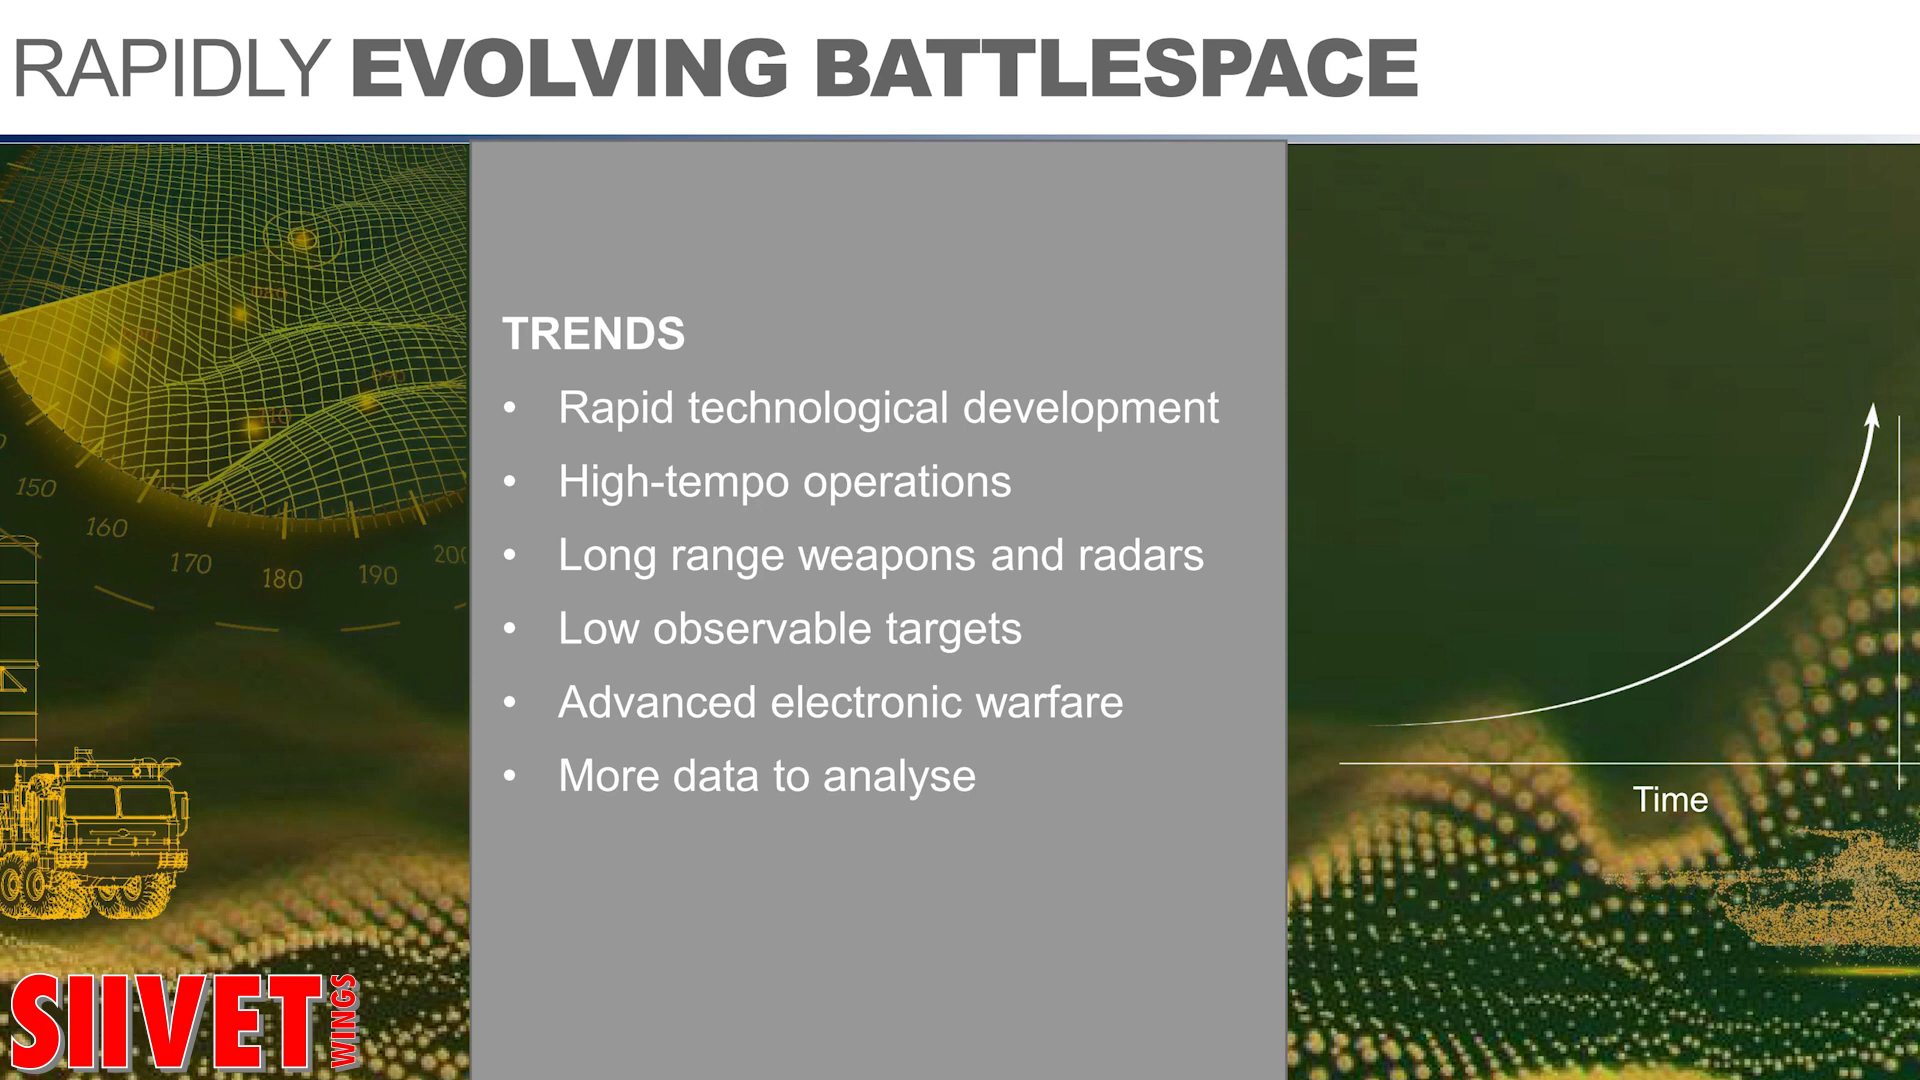 RAPIDLY EVOLVING BATTLESPACE
TRENDS
• Rapid technological development
• High-tempo operations
• Long range weapons and radars
• Low observable targets
• Advanced electronic warfare
• More data to analyse
150
160
170
180
190
200
Time
SIIVET WINGS